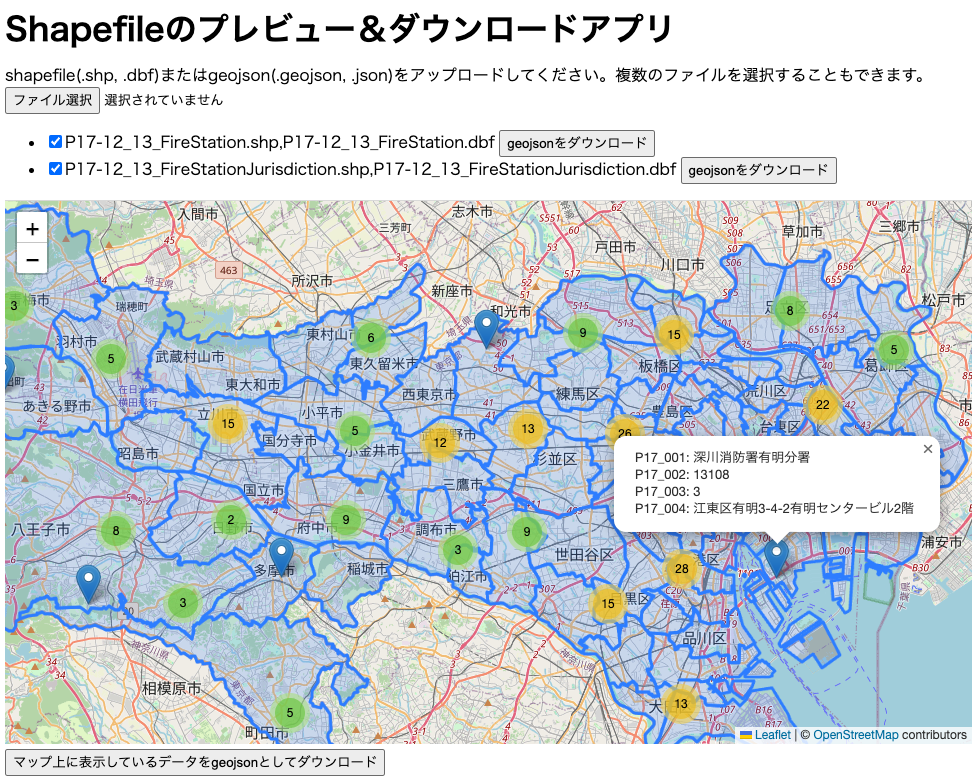 Shapefileのプレビュー＆ダウンロードアプリ
shapefile(.shp, .dbf)またはgeojson(.geojson, .json)をアップロードしてください。複数のファイルを選択することもできます。
ファイル選択 選択されていません
P17-12_13_FireStation.shp,P17-12_13_FireStation.dbf geojsonをダウンロード
P17-12_13_FireStationJurisdiction.shp,P17-12_13_FireStationJurisdiction.dbf geojsonをダウンロード
+
−
入間市
三芳町
志木市
戸田市
草加市
三郷市
川口市
463
所沢市
新座市
和光市
松戸市
瑞穂町
羽村市
東村山市
武蔵村山市
東久留米市
板橋区
東大和市
西東京市
練馬区
荒川区
あきる野市
立川市
小平市
豊島区
台東区
国分寺市
小金井市
武蔵野市
杉並区
昭島市
三鷹市
国立市
八王子市
日野市
府中市
調布市
世田谷区
浦安市
多摩市
稲城市
狛江市
目黒区
品川区
相模原市
町田市
3
5
6
9
15
8
5
15
5
12
13
26
22
8
2
9
3
9
28
3
15
5
13
P17_001: 深川消防署有明分署
P17_002: 13108
P17_003: 3
P17_004: 江東区有明3-4-2有明センタービル2階
×
Leaflet | © OpenStreetMap contributors
マップ上に表示しているデータをgeojsonとしてダウンロード